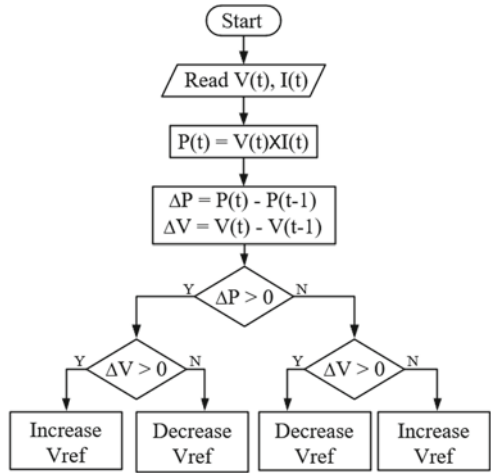 Start
Read V(t), I(t)
P(t) = V(t)XI(t)
ΔP = P(t) - P(t-1)
ΔV = V(t) - V(t-1)
Y
ΔP > 0
N
Y
ΔV > 0
N
Y
ΔV > 0
N
Increase
Vref
Decrease
Vref
Decrease
Vref
Increase
Vref